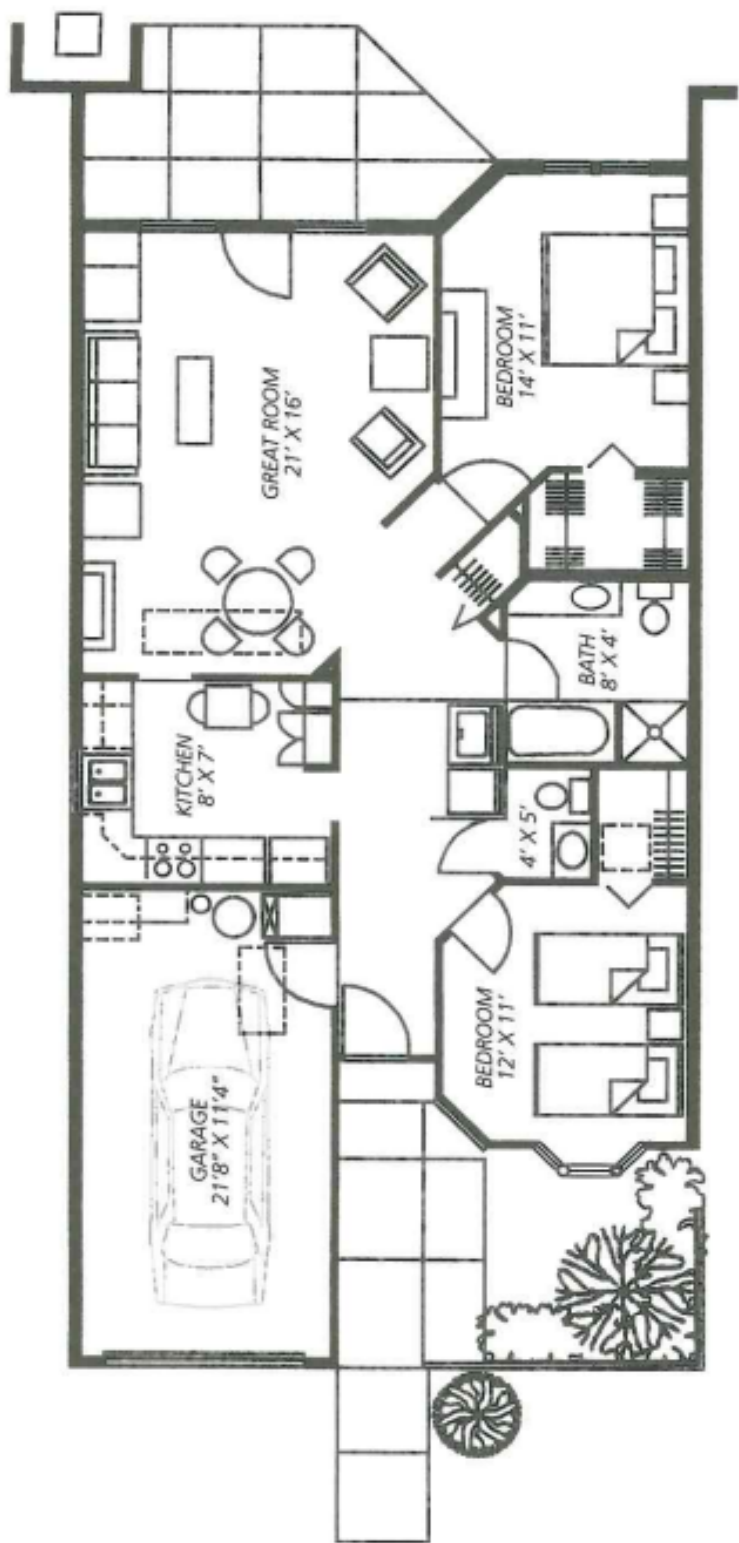 GREAT ROOM
21' X 16'
BEDROOM
14' X 11'
KITCHEN
8' X 7'
BATH
8' X 4'
4' X 5'
GARAGE
21'8" X 11'4"
BEDROOM
12' X 11'